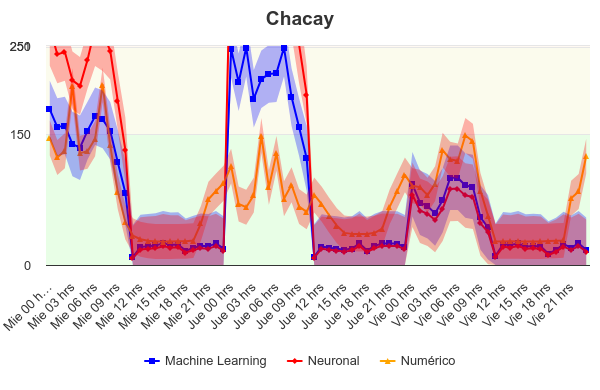 Chacay
250
150
0
Mie 00 h...
Mie 03 hrs
Mie 06 hrs
Mie 09 hrs
Mie 12 hrs
Mie 15 hrs
Mie 18 hrs
Mie 21 hrs
Jue 00 hrs
Jue 03 hrs
Jue 06 hrs
Jue 09 hrs
Jue 12 hrs
Jue 15 hrs
Jue 18 hrs
Jue 21 hrs
Vie 00 hrs
Vie 03 hrs
Vie 06 hrs
Vie 09 hrs
Vie 12 hrs
Vie 15 hrs
Vie 18 hrs
Vie 21 hrs
Machine Learning Neuronal Numérico